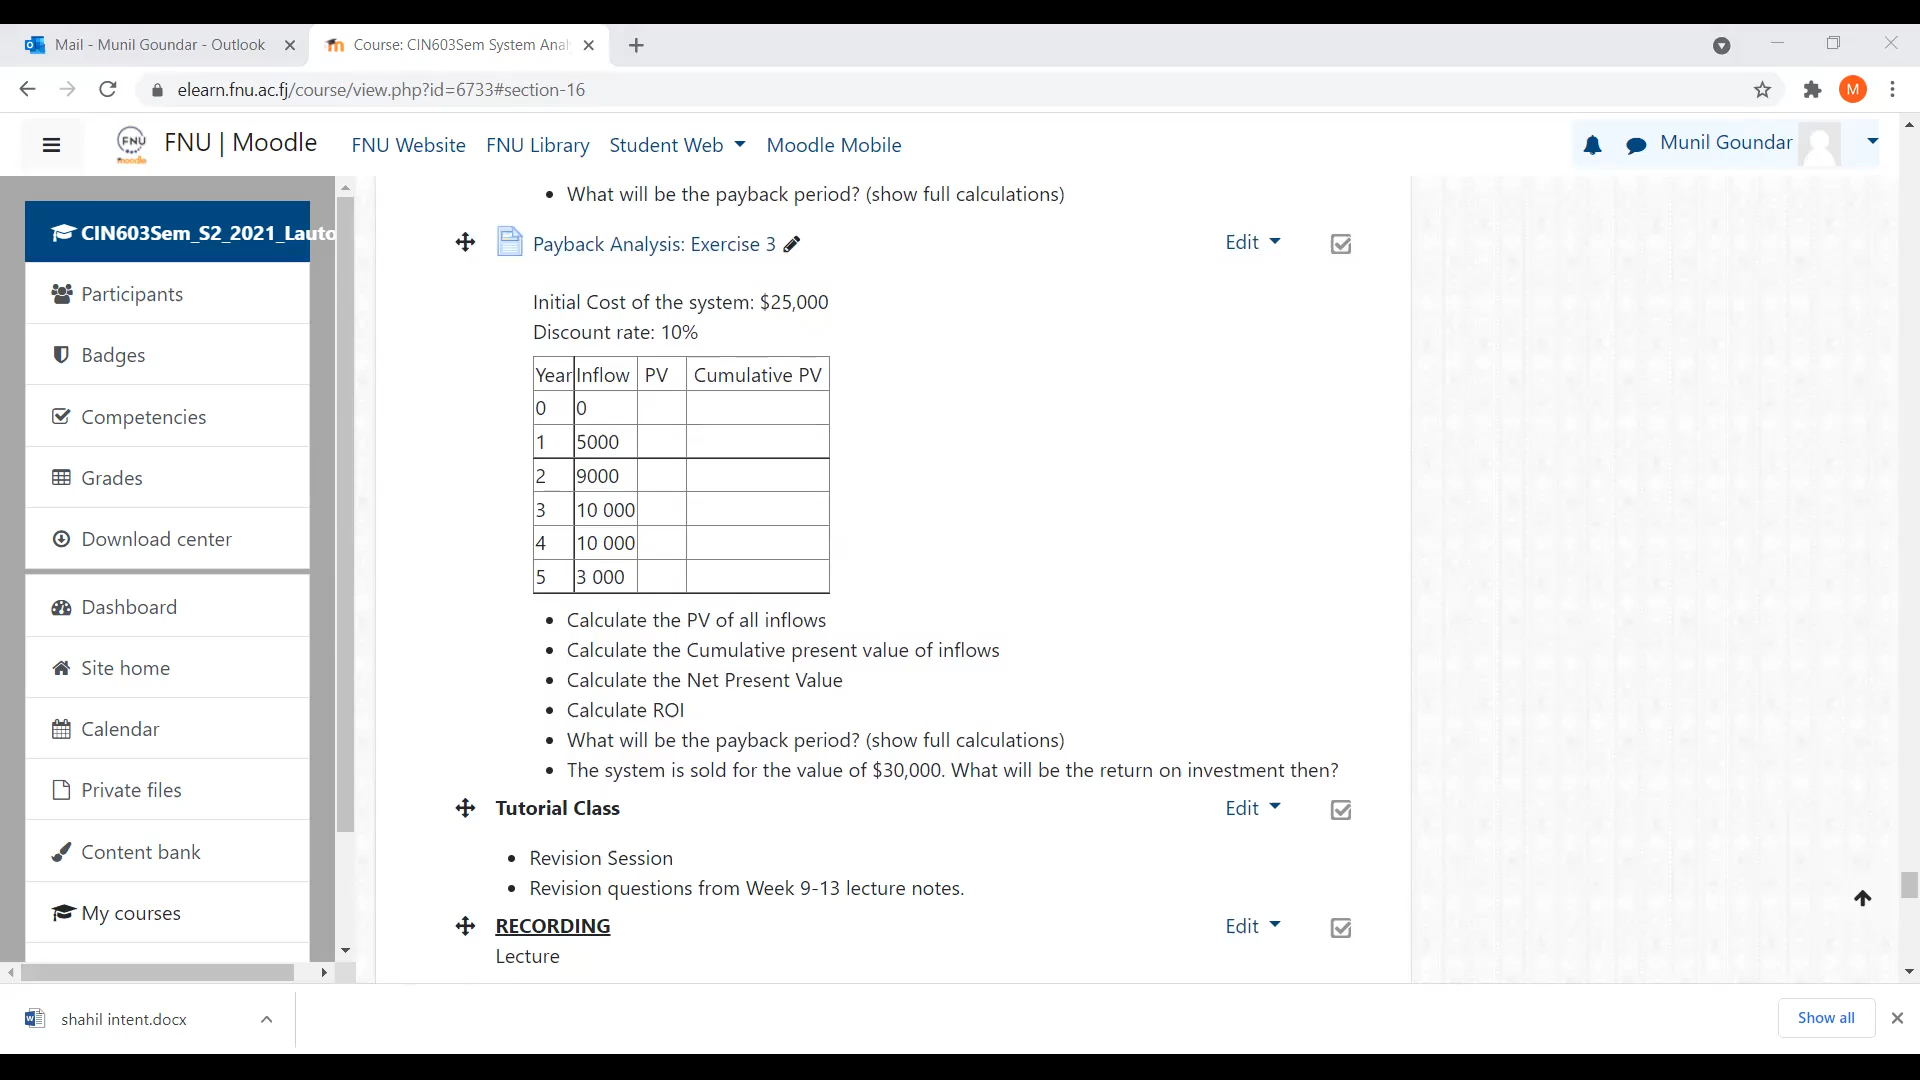 Mail - Munil Goundar - Outlook
Course: CIN603Sem System Anal
elearn.fnu.ac.fj/course/view.php?id=6733#section-16
M
FNU
moodle
FNU | Moodle
FNU Website
FNU Library
Student Web
Moodle Mobile
Munil Goundar
CIN603Sem_S2_2021_Lauto
Participants
Badges
Competencies
Grades
Download center
Dashboard
Site home
Calendar
Private files
Content bank
My courses
What will be the payback period? (show full calculations)
Payback Analysis: Exercise 3
Edit
Initial Cost of the system: $25,000
Discount rate: 10%
Year Inflow PV Cumulative PV
0 0
1 5000
2 9000
3 10 000
4 10 000
5 3 000
Calculate the PV of all inflows
Calculate the Cumulative present value of inflows
Calculate the Net Present Value
Calculate ROI
What will be the payback period? (show full calculations)
The system is sold for the value of $30,000. What will be the return on investment then?
Tutorial Class
Edit
Revision Session
Revision questions from Week 9-13 lecture notes.
RECORDING
Edit
Lecture
shahil intent.docx
Show all